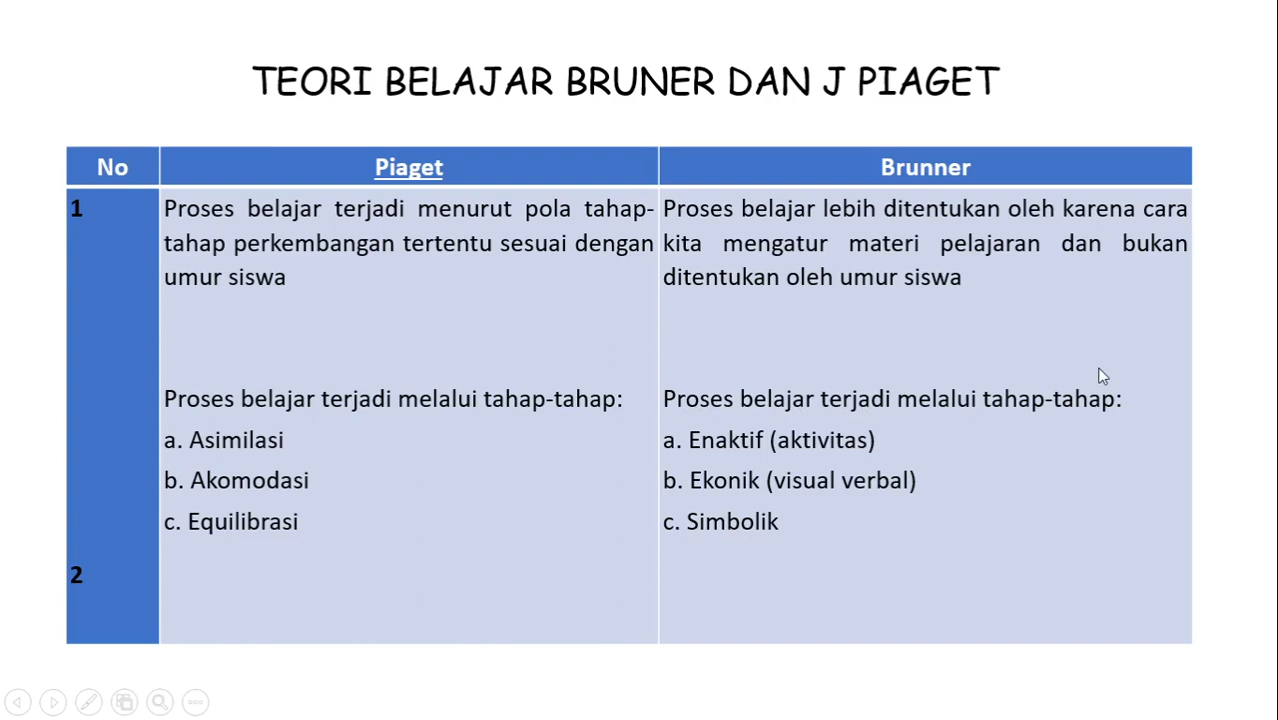 TEORI BELAJAR BRUNER DAN J PIAGET
No
Piaget
Brunner
1
Proses belajar terjadi menurut pola tahap-
tahap perkembangan tertentu sesuai dengan
umur siswa
Proses belajar lebih ditentukan oleh karena cara
kita mengatur materi pelajaran dan bukan
ditentukan oleh umur siswa
2
Proses belajar terjadi melalui tahap-tahap:
a. Asimilasi
b. Akomodasi
c. Equilibrasi
Proses belajar terjadi melalui tahap-tahap:
a. Enaktif (aktivitas)
b. Ekonik (visual verbal)
c. Simbolik